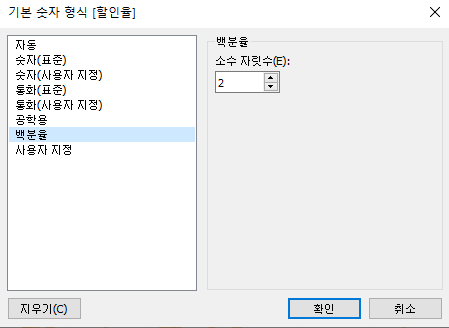 기본 숫자 형식 [할인율]
자동
숫자(표준)
숫자(사용자 지정)
통화(표준)
통화(사용자 지정)
공학용
백분율
사용자 지정
백분율
소수 자릿수(E):
2
지우기(C)
확인
취소